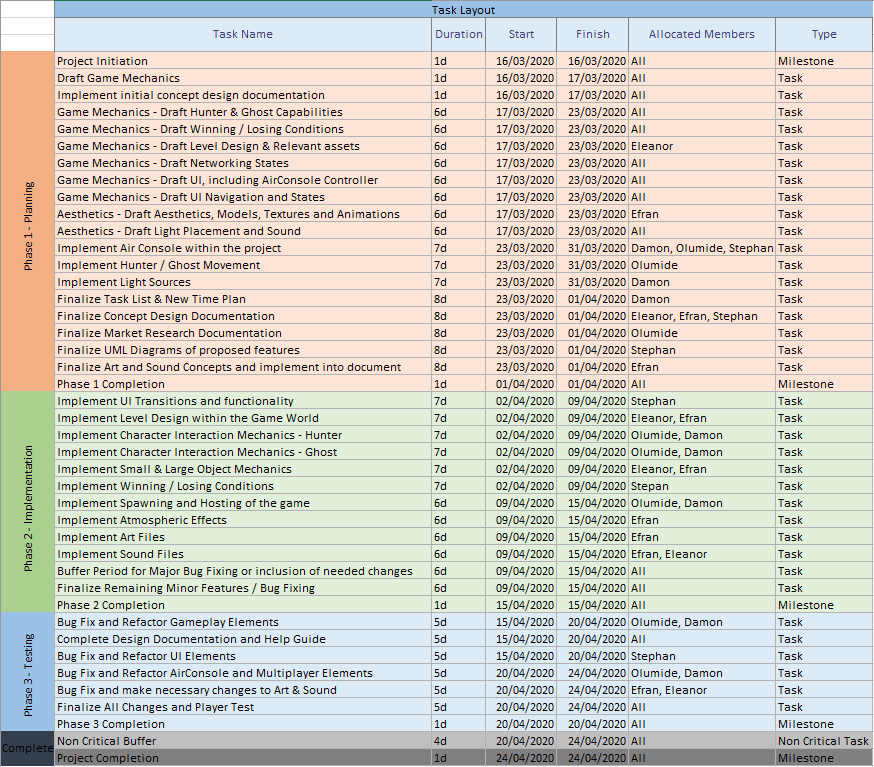 Task Layout
Task Name Duration Start Finish Allocated Members Type
Phase 1 - Planning
Project Initiation 1d 16/03/2020 16/03/2020 All Milestone
Draft Game Mechanics 1d 16/03/2020 17/03/2020 All Task
Implement initial concept design documentation 1d 16/03/2020 17/03/2020 All Task
Game Mechanics - Draft Hunter & Ghost Capabilities 6d 17/03/2020 23/03/2020 All Task
Game Mechanics - Draft Winning / Losing Conditions 6d 17/03/2020 23/03/2020 All Task
Game Mechanics - Draft Level Design & Relevant assets 6d 17/03/2020 23/03/2020 Eleanor Task
Game Mechanics - Draft Networking States 6d 17/03/2020 23/03/2020 All Task
Game Mechanics - Draft UI, including AirConsole Controller 6d 17/03/2020 23/03/2020 All Task
Game Mechanics - Draft UI Navigation and States 6d 17/03/2020 23/03/2020 All Task
Aesthetics - Draft Aesthetics, Models, Textures and Animations 6d 17/03/2020 23/03/2020 Efran Task
Aesthetics - Draft Light Placement and Sound 6d 17/03/2020 23/03/2020 All Task
Implement Air Console within the project 7d 23/03/2020 31/03/2020 Damon, Olumide, Stephan Task
Implement Hunter / Ghost Movement 7d 23/03/2020 31/03/2020 Olumide Task
Implement Light Sources 7d 23/03/2020 31/03/2020 Damon Task
Finalize Task List & New Time Plan 8d 23/03/2020 01/04/2020 Damon Task
Finalize Concept Design Documentation 8d 23/03/2020 01/04/2020 Eleanor, Efran, Stephan Task
Finalize Market Research Documentation 8d 23/03/2020 01/04/2020 Olumide Task
Finalize UML Diagrams of proposed features 8d 23/03/2020 01/04/2020 Stephan Task
Finalize Art and Sound Concepts and implement into document 8d 23/03/2020 01/04/2020 Efran Task
Phase 1 Completion 1d 01/04/2020 01/04/2020 All Milestone
Phase 2 - Implementation
Implement UI Transitions and functionality 7d 02/04/2020 09/04/2020 Stephan Task
Implement Level Design within the Game World 7d 02/04/2020 09/04/2020 Eleanor, Efran Task
Implement Character Interaction Mechanics - Hunter 7d 02/04/2020 09/04/2020 Olumide, Damon Task
Implement Character Interaction Mechanics - Ghost 7d 02/04/2020 09/04/2020 Olumide, Damon Task
Implement Small & Large Object Mechanics 7d 02/04/2020 09/04/2020 Eleanor, Efran Task
Implement Winning / Losing Conditions 7d 02/04/2020 09/04/2020 Stepan Task
Implement Spawning and Hosting of the game 6d 09/04/2020 15/04/2020 Olumide, Damon Task
Implement Atmospheric Effects 6d 09/04/2020 15/04/2020 Efran Task
Implement Art Files 6d 09/04/2020 15/04/2020 Efran Task
Implement Sound Files 6d 09/04/2020 15/04/2020 Efran, Eleanor Task
Buffer Period for Major Bug Fixing or inclusion of needed changes 6d 09/04/2020 15/04/2020 All Task
Finalize Remaining Minor Features / Bug Fixing 6d 09/04/2020 15/04/2020 All Task
Phase 2 Completion 1d 15/04/2020 15/04/2020 All Milestone
Phase 3 - Testing
Bug Fix and Refactor Gameplay Elements 5d 15/04/2020 20/04/2020 Olumide, Damon Task
Complete Design Documentation and Help Guide 5d 15/04/2020 20/04/2020 All Task
Bug Fix and Refactor UI Elements 5d 15/04/2020 20/04/2020 Stephan Task
Bug Fix and Refactor AirConsole and Multiplayer Elements 5d 20/04/2020 24/04/2020 Olumide, Damon Task
Bug Fix and make necessary changes to Art & Sound 5d 20/04/2020 24/04/2020 Efran, Eleanor Task
Finalize All Changes and Player Test 5d 20/04/2020 24/04/2020 All Task
Phase 3 Completion 1d 20/04/2020 20/04/2020 All Milestone
Complete
Non Critical Buffer 4d 20/04/2020 24/04/2020 All Non Critical Task
Project Completion 1d 24/04/2020 24/04/2020 All Milestone